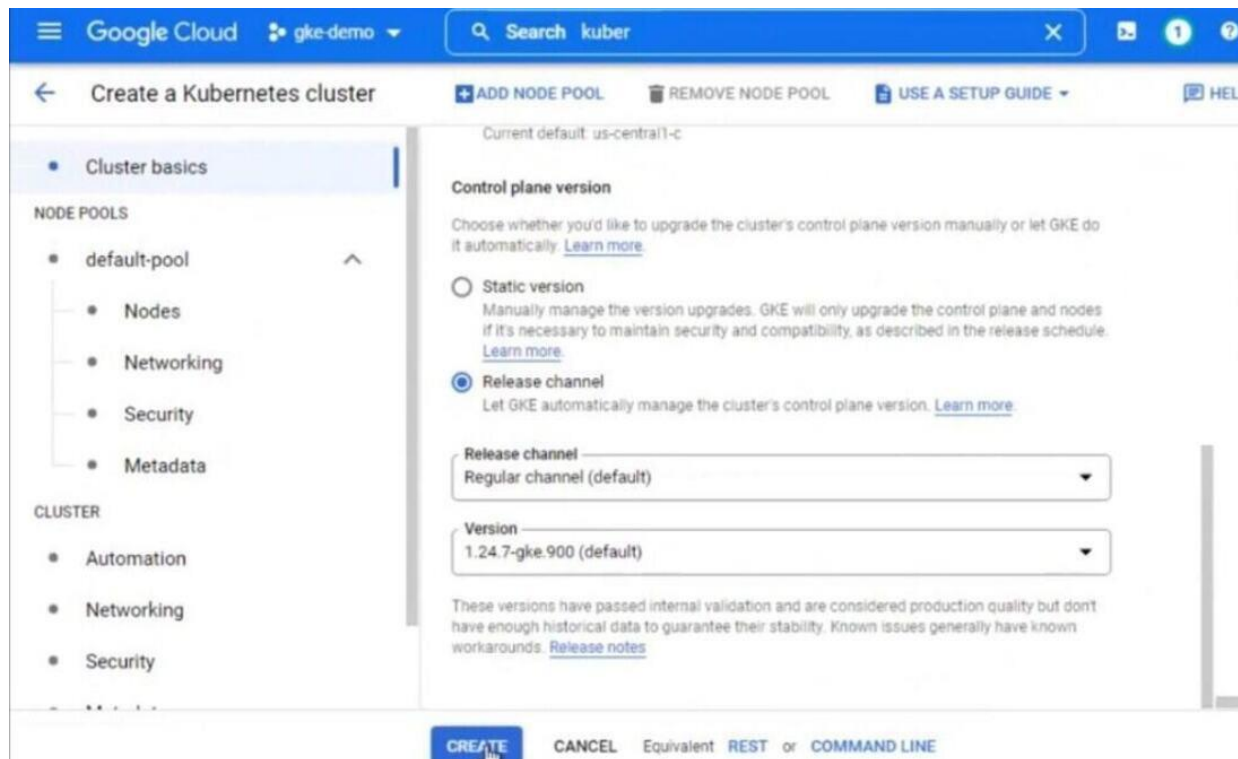 Google Cloud
gke-demo
Search kuber
1
Create a Kubernetes cluster
ADD NODE POOL
REMOVE NODE POOL
USE A SETUP GUIDE
HEL
Cluster basics
NODE POOLS
default-pool
Nodes
Networking
Security
Metadata
CLUSTER
Automation
Networking
Security
Current default: us-central1-c
Control plane version
Choose whether you'd like to upgrade the cluster's control plane version manually or let GKE do
it automatically. Learn more.
Static version
Manually manage the version upgrades. GKE will only upgrade the control plane and nodes
if it's necessary to maintain security and compatibility, as described in the release schedule.
Learn more.
Release channel
Let GKE automatically manage the cluster's control plane version. Learn more.
Release channel
Regular channel (default)
Version
1.24.7-gke.900 (default)
These versions have passed internal validation and are considered production quality but don't
have enough historical data to guarantee their stability. Known issues generally have known
workarounds. Release notes
CREATE
CANCEL
Equivalent REST or COMMAND LINE